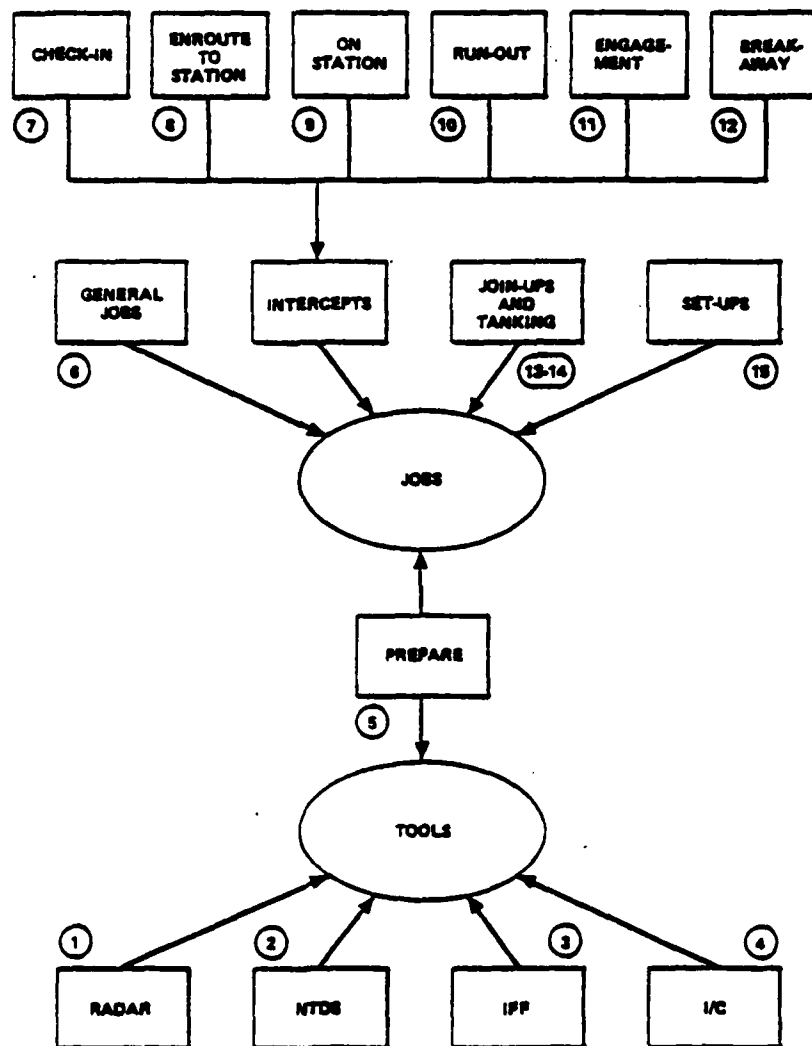 CHECK-IN
ENROUTE
TO
STATION
ON
STATION
RUN-OUT
ENGAGE-
MENT
BREAK-
AWAY
7
8
9
10
11
12
GENERAL
JOBS
INTERCEPTS
JOIN-UPS
AND
TANKING
SET-UPS
6
13-14
15
JOBS
PREPARE
5
TOOLS
1
2
3
4
RADAR
NTDS
IFF
I/C